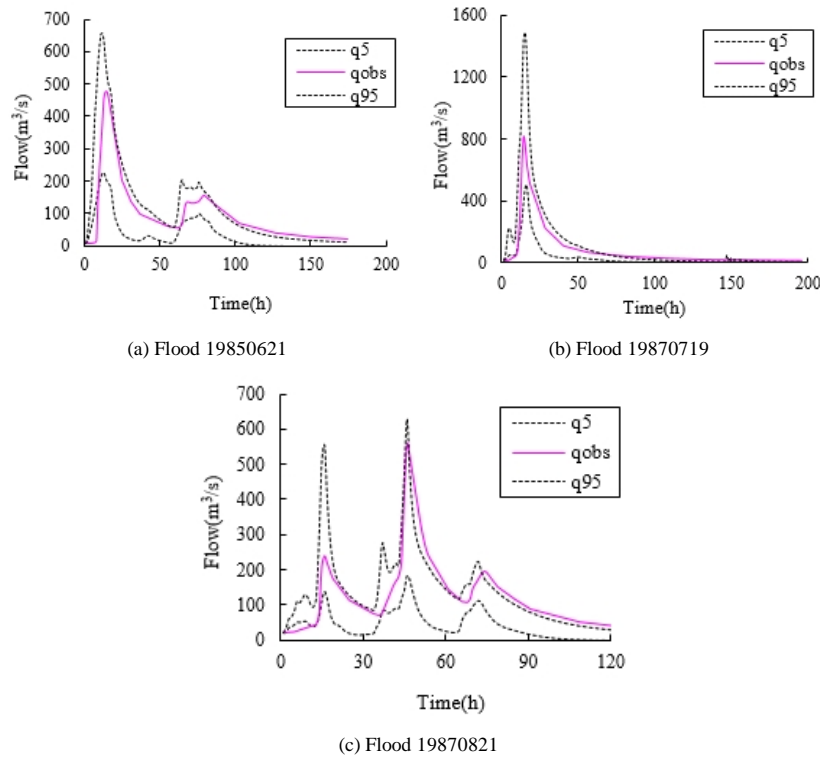 700
600
500
400
300
200
100
0
Flow(m³/s)
0 50 100 150 200
Time(h)
q5
qobs
q95
(a) Flood 19850621
1600
1200
800
400
0
Flow(m³/s)
0 50 100 150 200
Time(h)
q5
qobs
q95
(b) Flood 19870719
700
600
500
400
300
200
100
0
Flow(m³/s)
0 30 60 90 120
Time(h)
q5
qobs
q95
(c) Flood 19870821